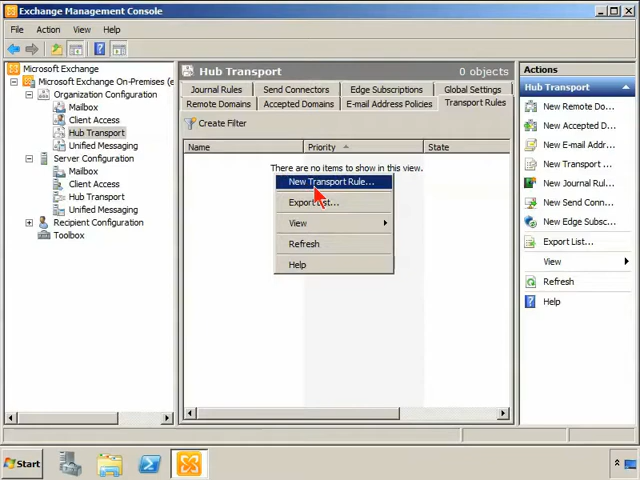 Exchange Management Console
File Action View Help
Microsoft Exchange
Microsoft Exchange On-Premises (e
Organization Configuration
Mailbox
Client Access
Hub Transport
Unified Messaging
Server Configuration
Mailbox
Client Access
Hub Transport
Unified Messaging
Recipient Configuration
Toolbox
Hub Transport 0 objects
Journal Rules Send Connectors Edge Subscriptions Global Settings
Remote Domains Accepted Domains E-mail Address Policies Transport Rules
Create Filter
Name Priority State
There are no items to show in this view.
New Transport Rule...
Export List...
View
Refresh
Help
Actions
Hub Transport
New Remote Do...
New Accepted D...
New E-mail Addr...
New Transport ...
New Journal Rul...
New Send Conn...
New Edge Subsc...
Export List...
View
Refresh
Help
Start